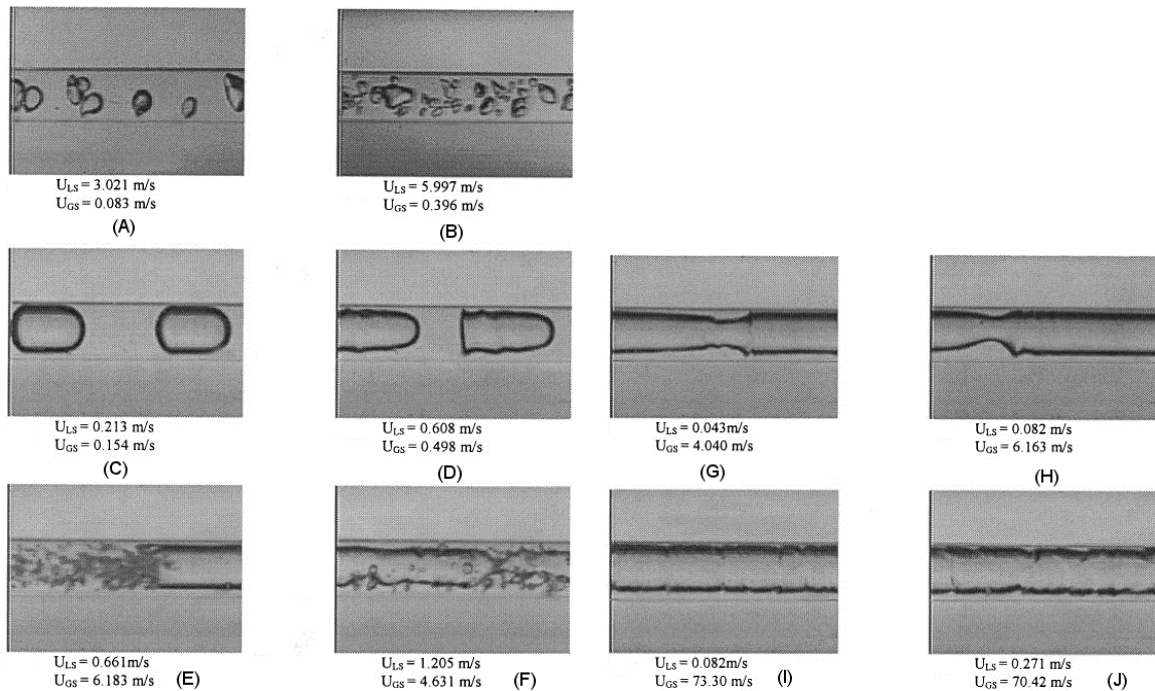 U_LS = 3.021 m/s
U_GS = 0.083 m/s
(A)
U_LS = 5.997 m/s
U_GS = 0.396 m/s
(B)
U_LS = 0.213 m/s
U_GS = 0.154 m/s
(C)
U_LS = 0.608 m/s
U_GS = 0.498 m/s
(D)
U_LS = 0.043m/s
U_GS = 4.040 m/s
(G)
U_LS = 0.082 m/s
U_GS = 6.163 m/s
(H)
U_LS = 0.661m/s
U_GS = 6.183 m/s
(E)
U_LS = 1.205 m/s
U_GS = 4.631 m/s
(F)
U_LS = 0.082m/s
U_GS = 73.30 m/s
(I)
U_LS = 0.271 m/s
U_GS = 70.42 m/s
(J)